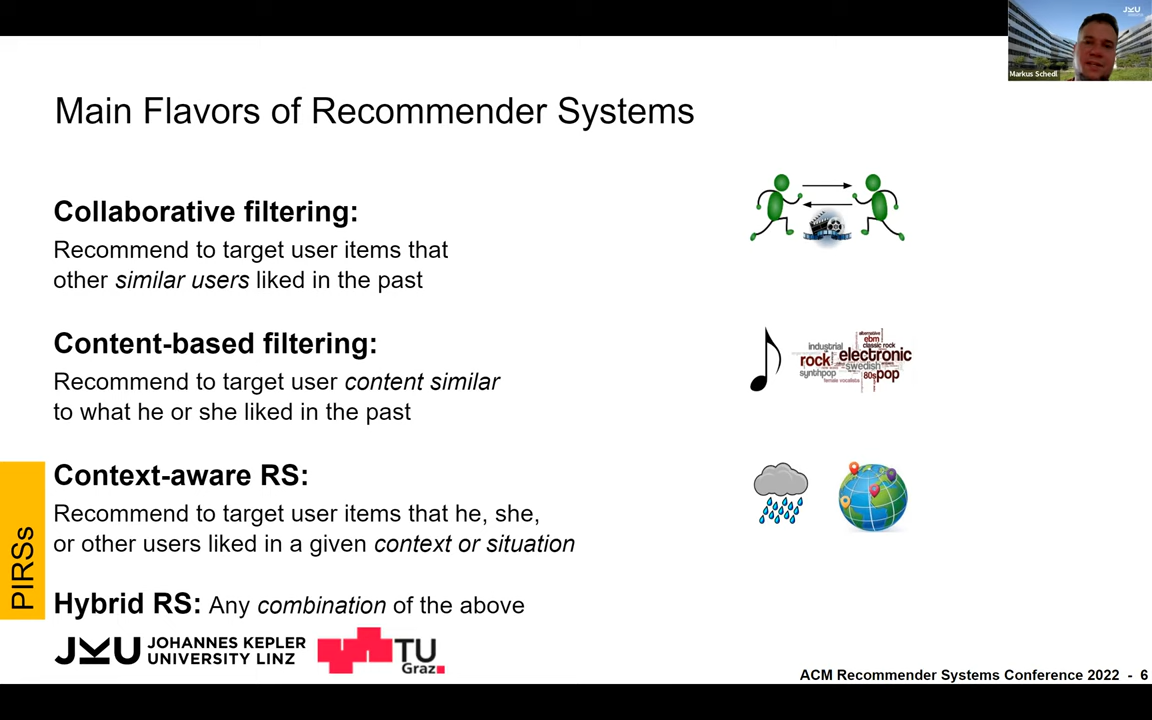 JKU
Markus Schedl
Main Flavors of Recommender Systems
Collaborative filtering:
Recommend to target user items that
other similar users liked in the past
Content-based filtering:
Recommend to target user content similar
to what he or she liked in the past
alternative
ebm
industrial
classic rock
rock
electronic
swedish
synthpop
80s
pop
female vocalists
Context-aware RS:
Recommend to target user items that he, she,
or other users liked in a given context or situation
PIRSs
Hybrid RS: Any combination of the above
JKU JOHANNES KEPLER
UNIVERSITY LINZ
TU
Graz
ACM Recommender Systems Conference 2022 - 6